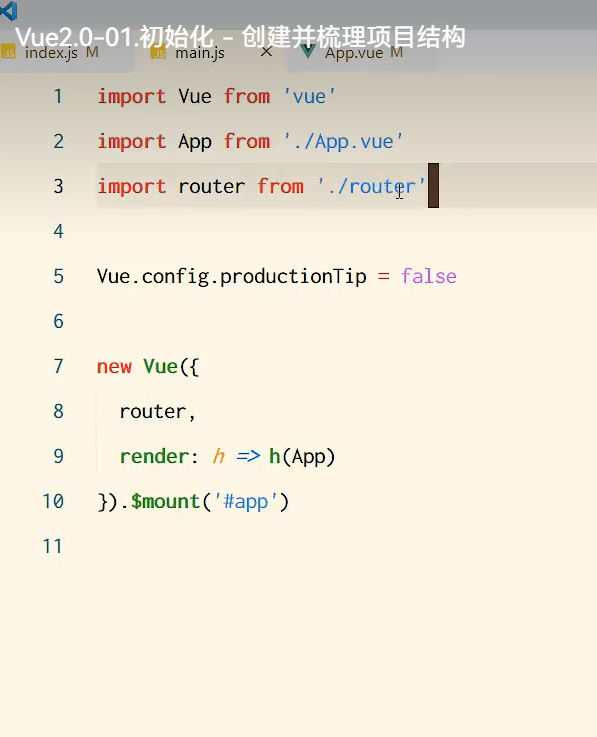 Vue2.0-01.初始化 - 创建并梳理项目结构
JS index.js M JS main.js × App.vue M
1 import Vue from 'vue'
2 import App from './App.vue'
3 import router from './router'
4
5 Vue.config.productionTip = false
6
7 new Vue({
8 router,
9 render: h => h(App)
10 }).$mount('#app')
11